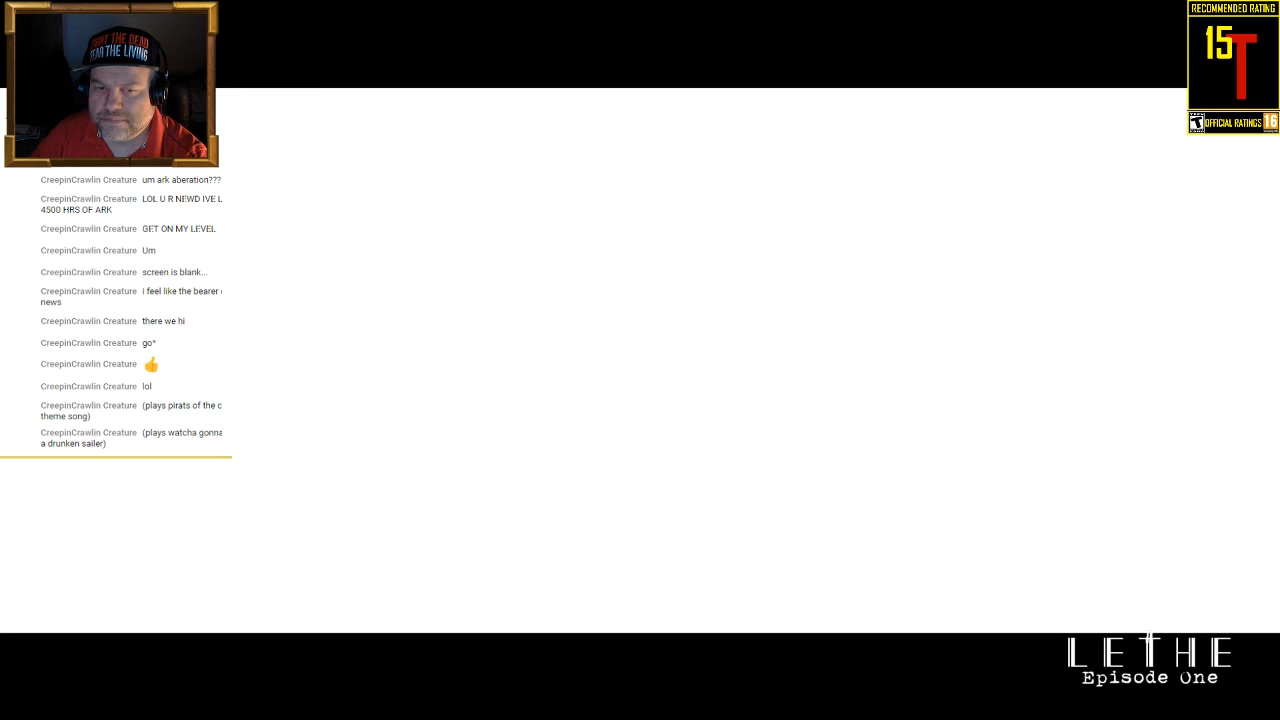 RECOMMENDED RATING
15 T
OFFICIAL RATINGS 16
FIGHT THE DEAD
FEAR THE LIVING
CreepinCrawlin Creature um ark aberation???
CreepinCrawlin Creature LOL U R NEWD IVE L
4500 HRS OF ARK
CreepinCrawlin Creature GET ON MY LEVEL
CreepinCrawlin Creature Um
CreepinCrawlin Creature screen is blank...
CreepinCrawlin Creature i feel like the bearer
news
CreepinCrawlin Creature there we hi
CreepinCrawlin Creature go*
CreepinCrawlin Creature 👍
CreepinCrawlin Creature lol
CreepinCrawlin Creature (plays pirats of the c
theme song)
CreepinCrawlin Creature (plays watcha gonna
a drunken sailer)
LETHE
Episode One